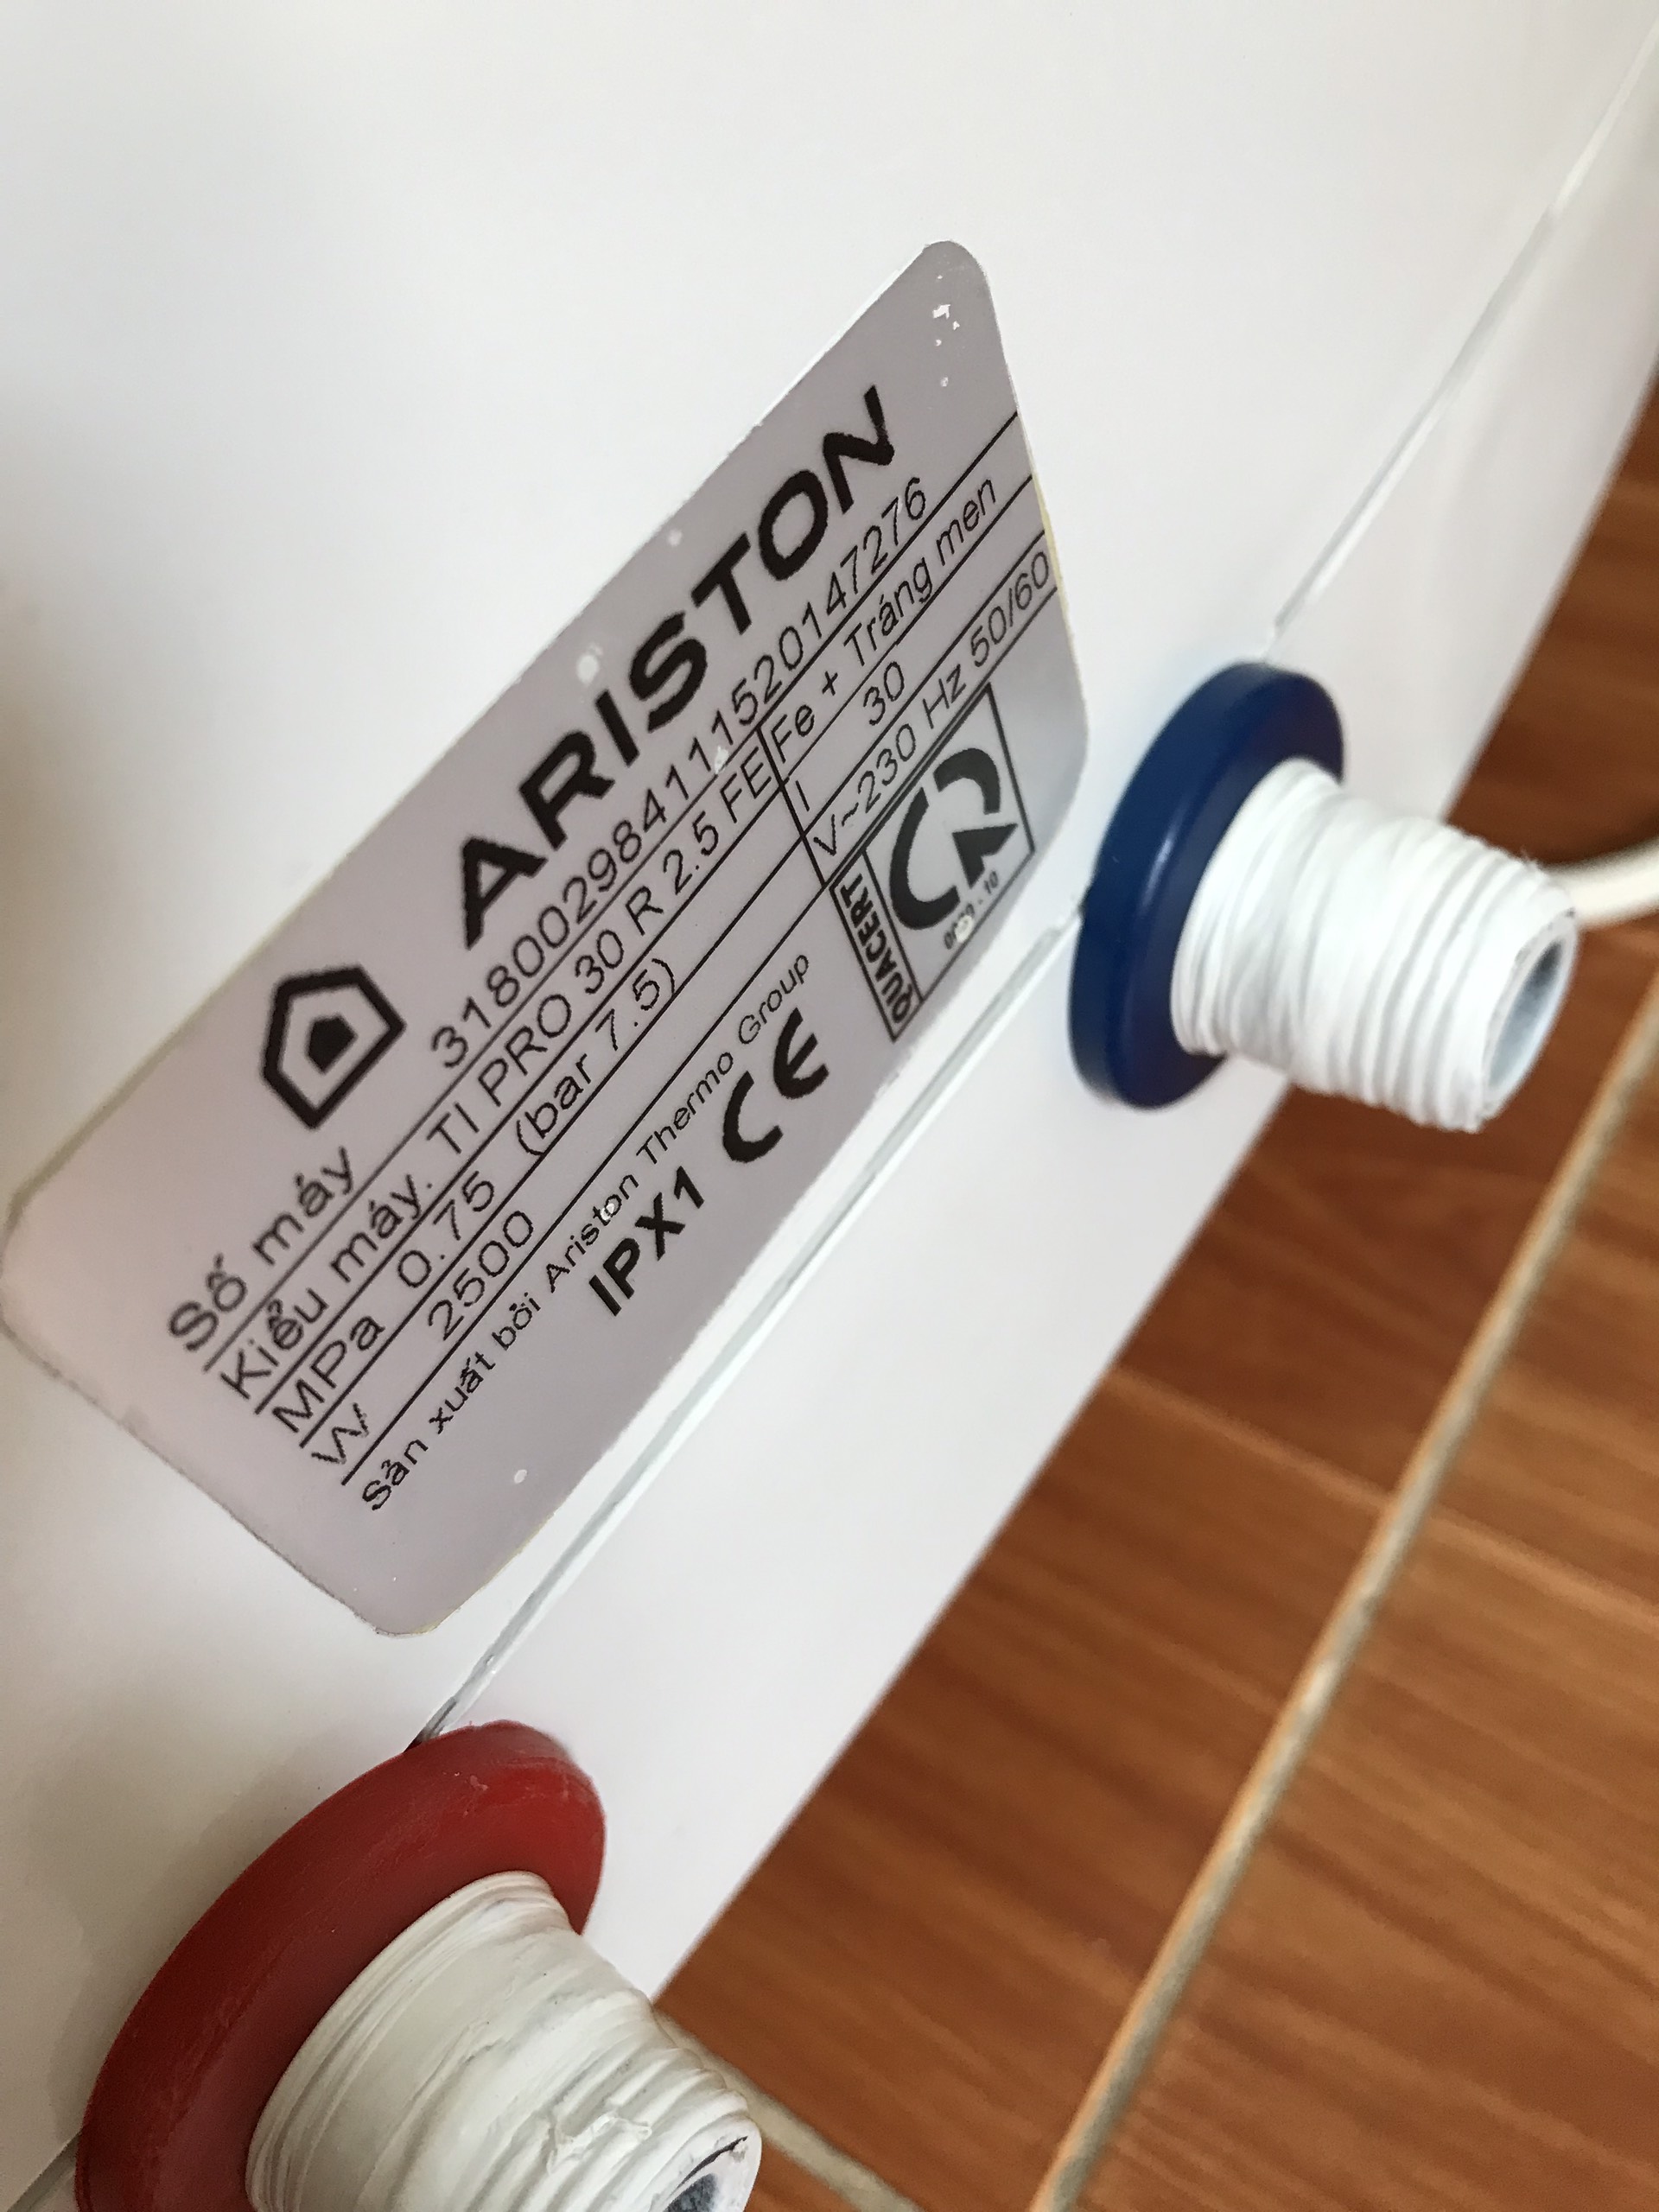 ARISTON
Số máy 318002984111520147276
Kiểu máy. TI PRO 30 R 2.5 FE Fe + Tráng men
MPa 0.75 (bar 7.5) l 30
W 2500 V~230 Hz 50/60
Sản xuất bởi Ariston Thermo Group
IPX1 CE
QUACERT